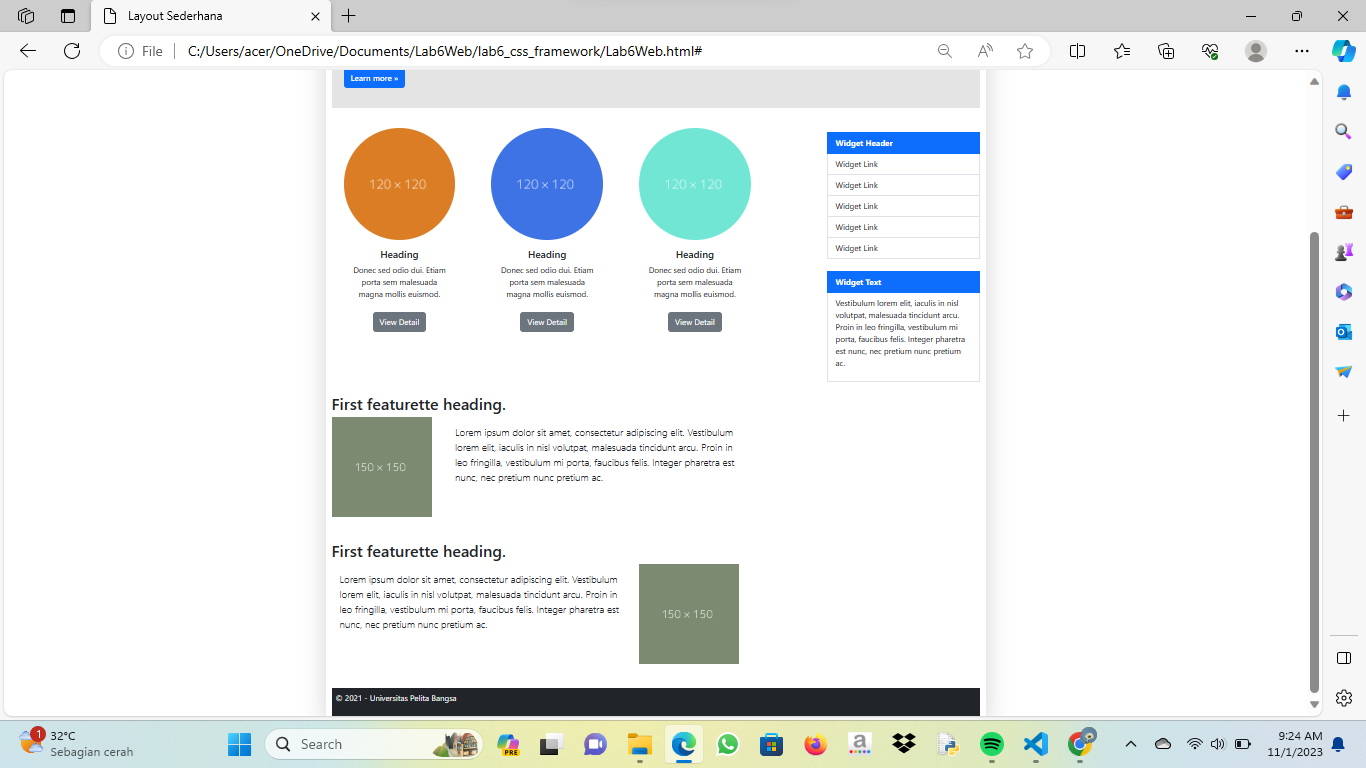 Layout Sederhana
File
C:/Users/acer/OneDrive/Documents/Lab6Web/lab6_css_framework/Lab6Web.html#
Learn more »
120 × 120
120 × 120
120 × 120
Heading
Heading
Heading
Donec sed odio dui. Etiam
porta sem malesuada
magna mollis euismod.
Donec sed odio dui. Etiam
porta sem malesuada
magna mollis euismod.
Donec sed odio dui. Etiam
porta sem malesuada
magna mollis euismod.
View Detail
View Detail
View Detail
Widget Header
Widget Link
Widget Link
Widget Link
Widget Link
Widget Link
Widget Text
Vestibulum lorem elit, iaculis in nisl
volutpat, malesuada tincidunt arcu.
Proin in leo fringilla, vestibulum mi
porta, faucibus felis. Integer pharetra
est nunc, nec pretium nunc pretium
ac.
First featurette heading.
150 × 150
Lorem ipsum dolor sit amet, consectetur adipiscing elit. Vestibulum
lorem elit, iaculis in nisl volutpat, malesuada tincidunt arcu. Proin in
leo fringilla, vestibulum mi porta, faucibus felis. Integer pharetra est
nunc, nec pretium nunc pretium ac.
First featurette heading.
Lorem ipsum dolor sit amet, consectetur adipiscing elit. Vestibulum
lorem elit, iaculis in nisl volutpat, malesuada tincidunt arcu. Proin in
leo fringilla, vestibulum mi porta, faucibus felis. Integer pharetra est
nunc, nec pretium nunc pretium ac.
150 × 150
© 2021 - Universitas Pelita Bangsa
1
32°C
Sebagian cerah
Search
PRE
9:24 AM
11/1/2023